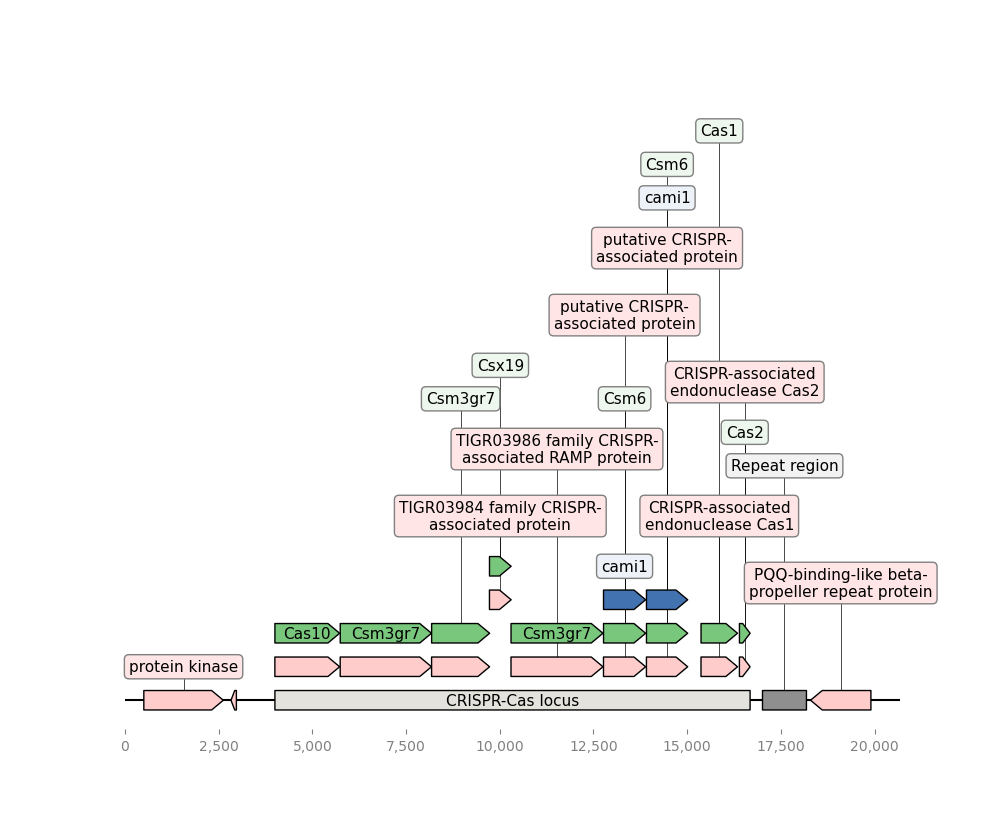 Cas1
Csm6
cami1
putative CRISPR-
associated protein
putative CRISPR-
associated protein
Csx19
CRISPR-associated
endonuclease Cas2
Csm3gr7
Csm6
Cas2
TIGR03986 family CRISPR-
associated RAMP protein
Repeat region
TIGR03984 family CRISPR-
associated protein
CRISPR-associated
endonuclease Cas1
cami1
PQQ-binding-like beta-
propeller repeat protein
Cas10
Csm3gr7
Csm3gr7
protein kinase
CRISPR-Cas locus
0 2,500 5,000 7,500 10,000 12,500 15,000 17,500 20,000